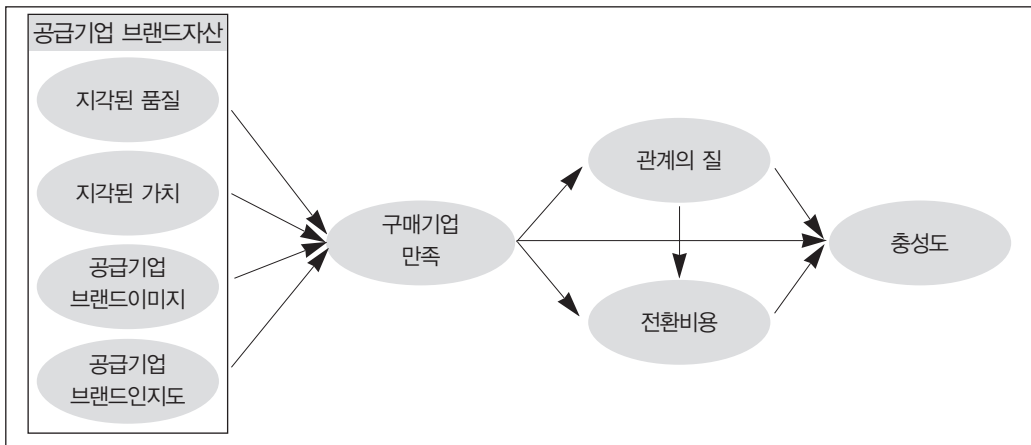 공급기업 브랜드자산
지각된 품질
지각된 가치
공급기업
브랜드이미지
공급기업
브랜드인지도
구매기업
만족
관계의 질
전환비용
충성도